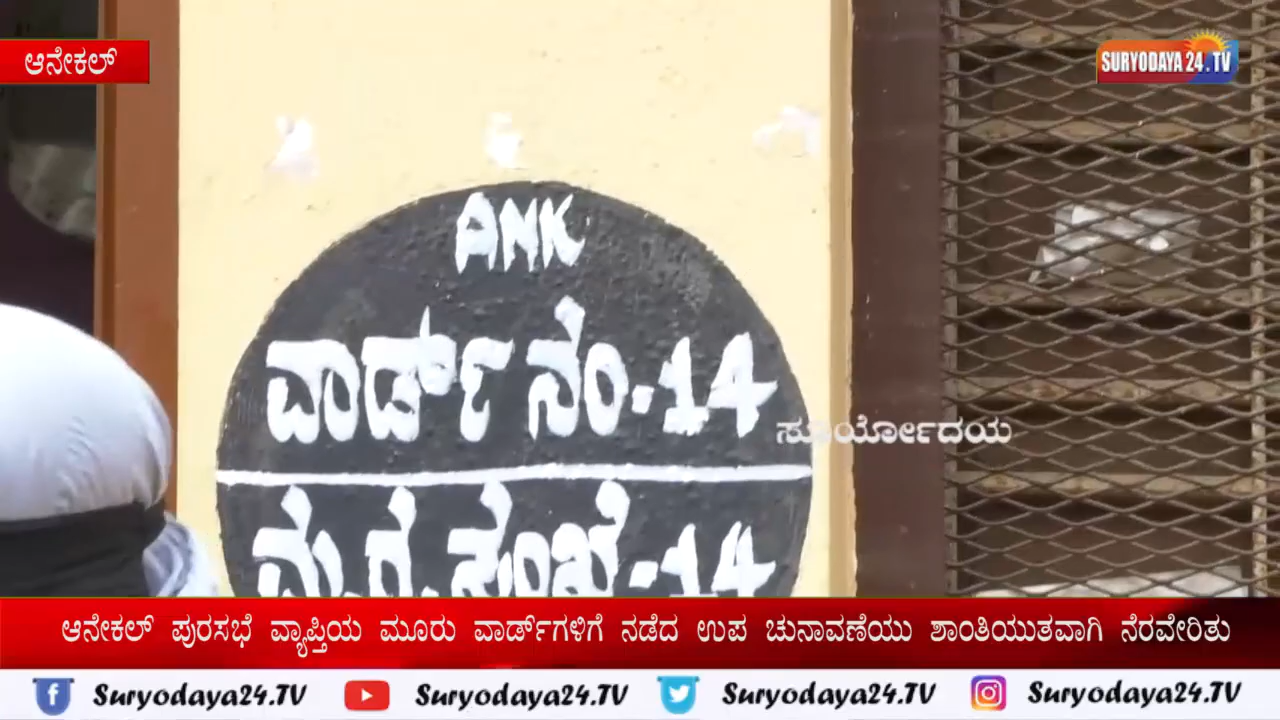 ಆನೇಕಲ್
SURYODAYA 24.TV
ANK
ವಾರ್ಡ್ ನಂ-14
ಸೂರ್ಯೋದಯ
ಮ.ಕೇ.ಸಂಖ್ಯೆ-14
ಆನೇಕಲ್ ಪುರಸಭೆ ವ್ಯಾಪ್ತಿಯ ಮೂರು ವಾರ್ಡ್‌ಗಳಿಗೆ ನಡೆದ ಉಪ ಚುನಾವಣೆಯು ಶಾಂತಿಯುತವಾಗಿ ನೆರವೇರಿತು
Suryodaya24.TV Suryodaya24.TV Suryodaya24.TV Suryodaya24.TV